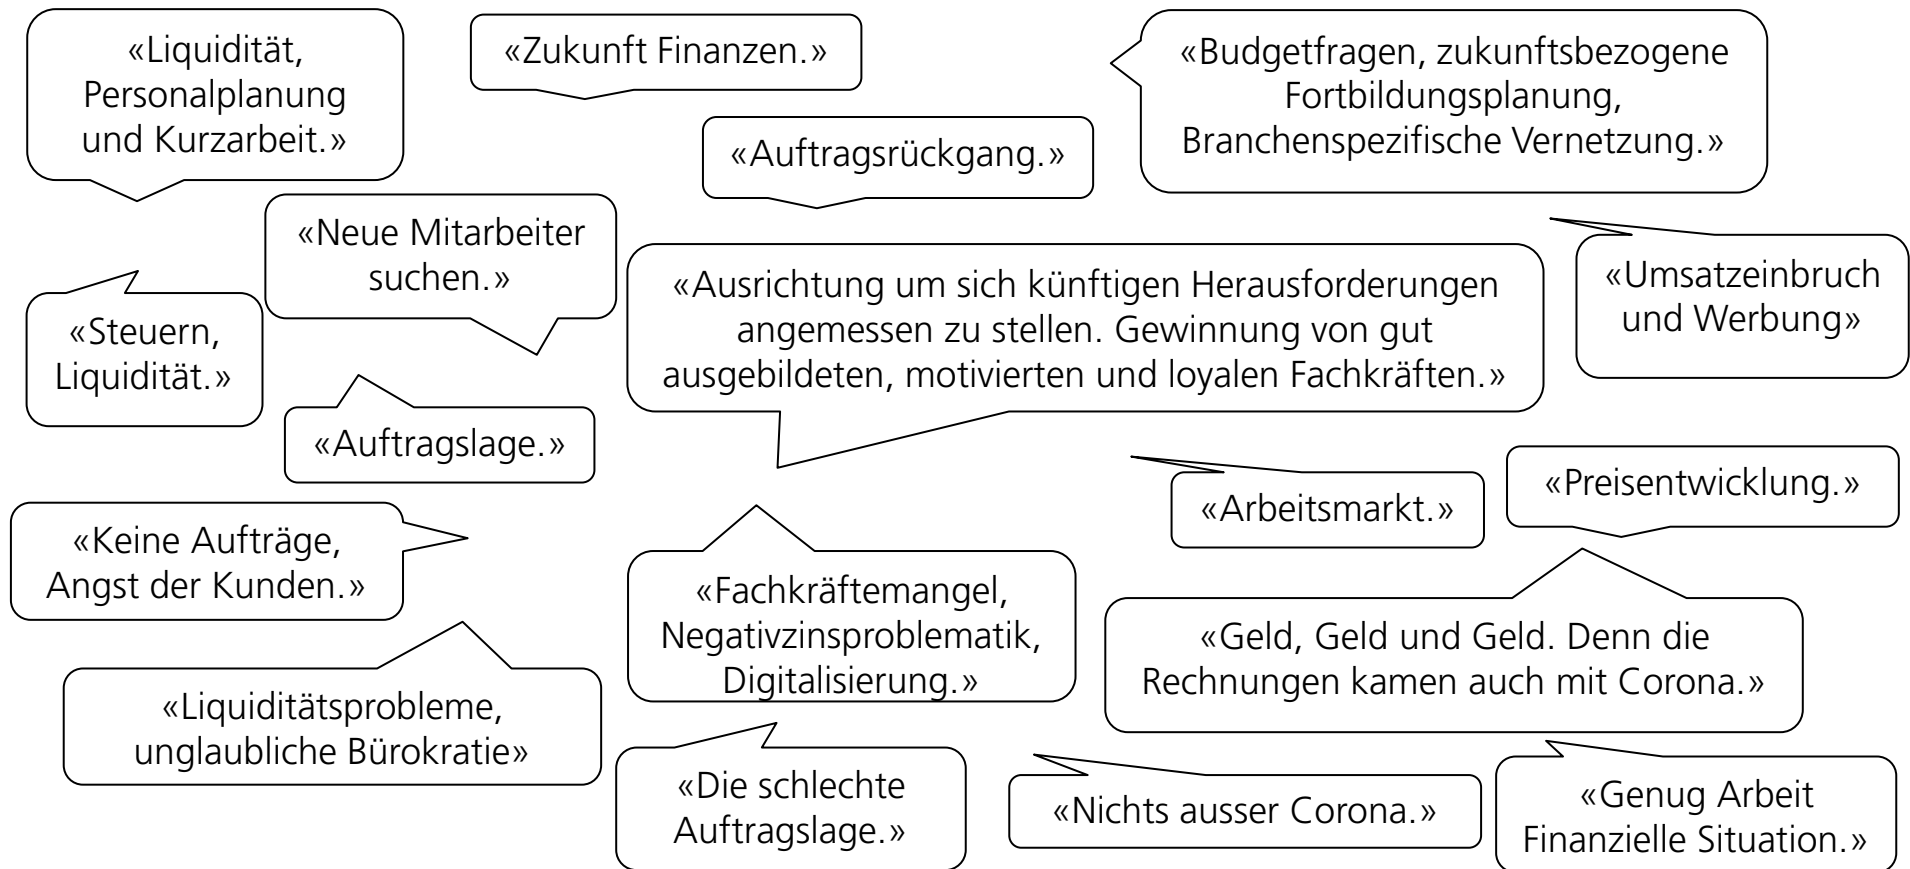 «Liquidität,
Personalplanung
und Kurzarbeit.»
«Zukunft Finanzen.»
«Budgetfragen, zukunftsbezogene
Fortbildungsplanung,
Branchenspezifische Vernetzung.»
«Auftragsrückgang.»
«Neue Mitarbeiter
suchen.»
«Ausrichtung um sich künftigen Herausforderungen
angemessen zu stellen. Gewinnung von gut
ausgebildeten, motivierten und loyalen Fachkräften.»
«Umsatzeinbruch
und Werbung»
«Steuern,
Liquidität.»
«Auftragslage.»
«Arbeitsmarkt.»
«Preisentwicklung.»
«Keine Aufträge,
Angst der Kunden.»
«Fachkräftemangel,
Negativzinsproblematik,
Digitalisierung.»
«Geld, Geld und Geld. Denn die
Rechnungen kamen auch mit Corona.»
«Liquiditätsprobleme,
unglaubliche Bürokratie»
«Die schlechte
Auftragslage.»
«Nichts ausser Corona.»
«Genug Arbeit
Finanzielle Situation.»